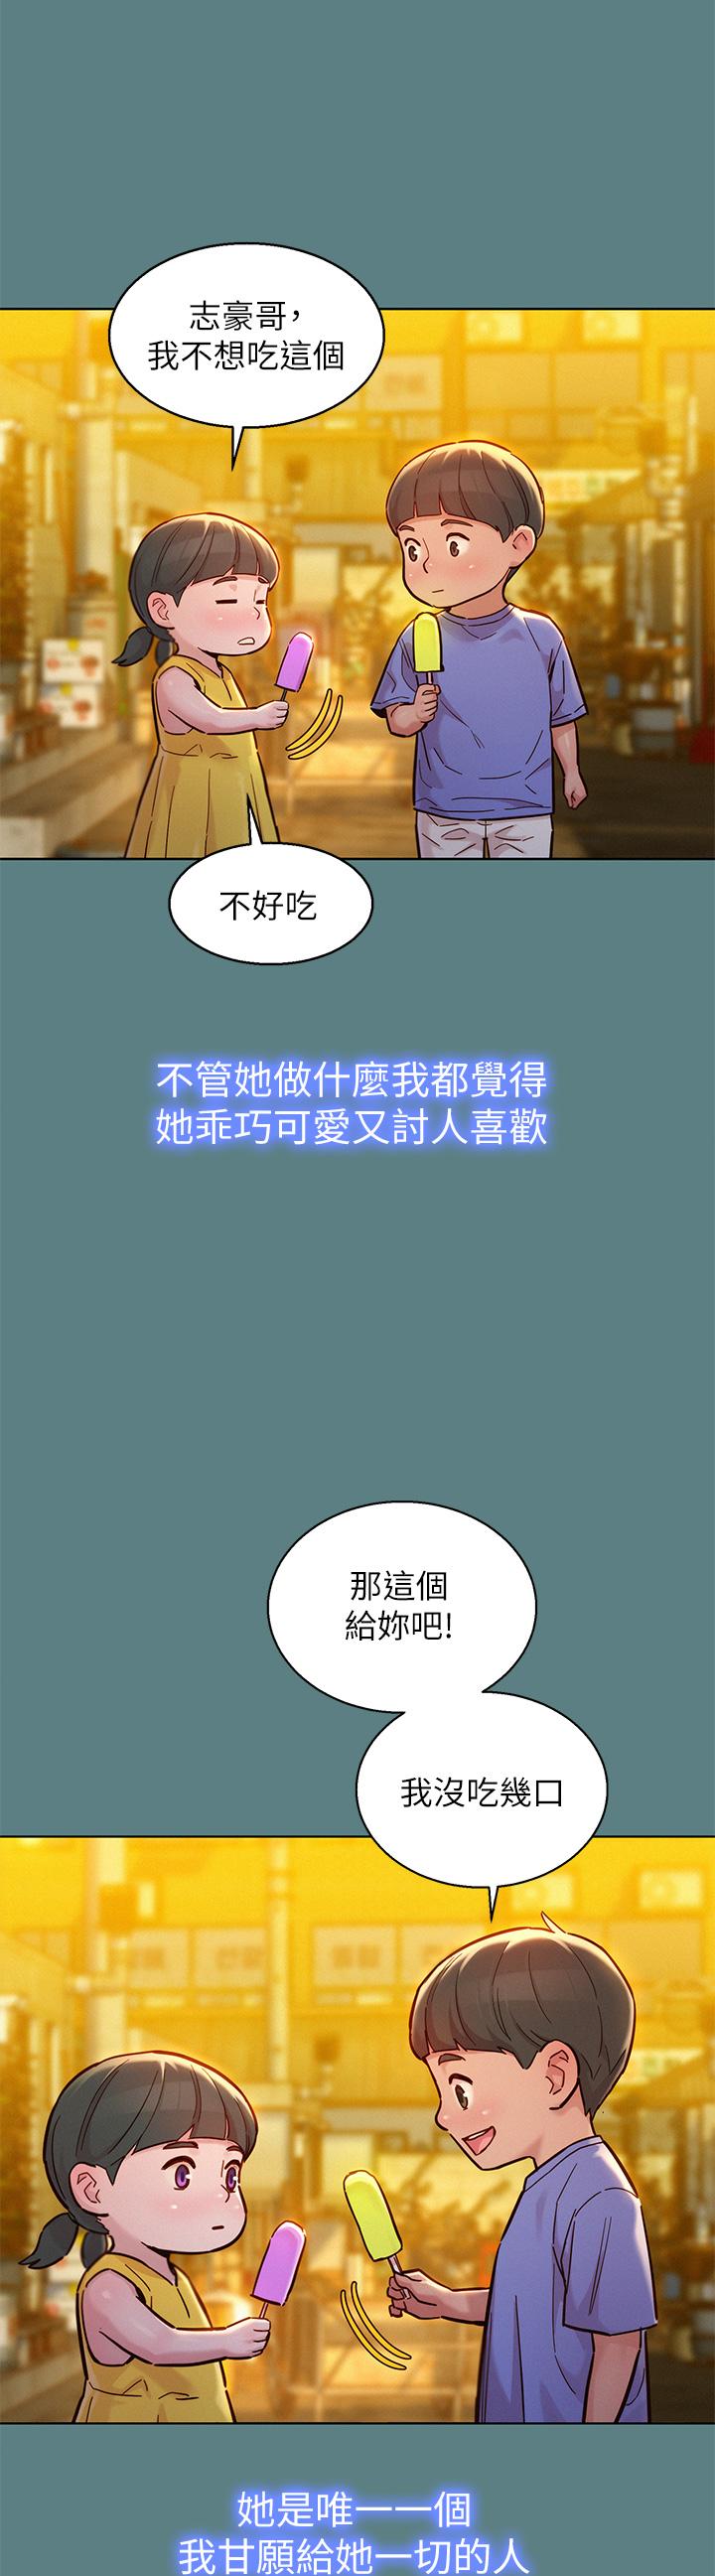 志豪哥，
我不想吃這個
不好吃
不管她做什麼我都覺得
她乖巧可愛又討人喜歡
那這個
給妳吧!
我沒吃幾口
她是唯一一個
我甘願給她一切的人